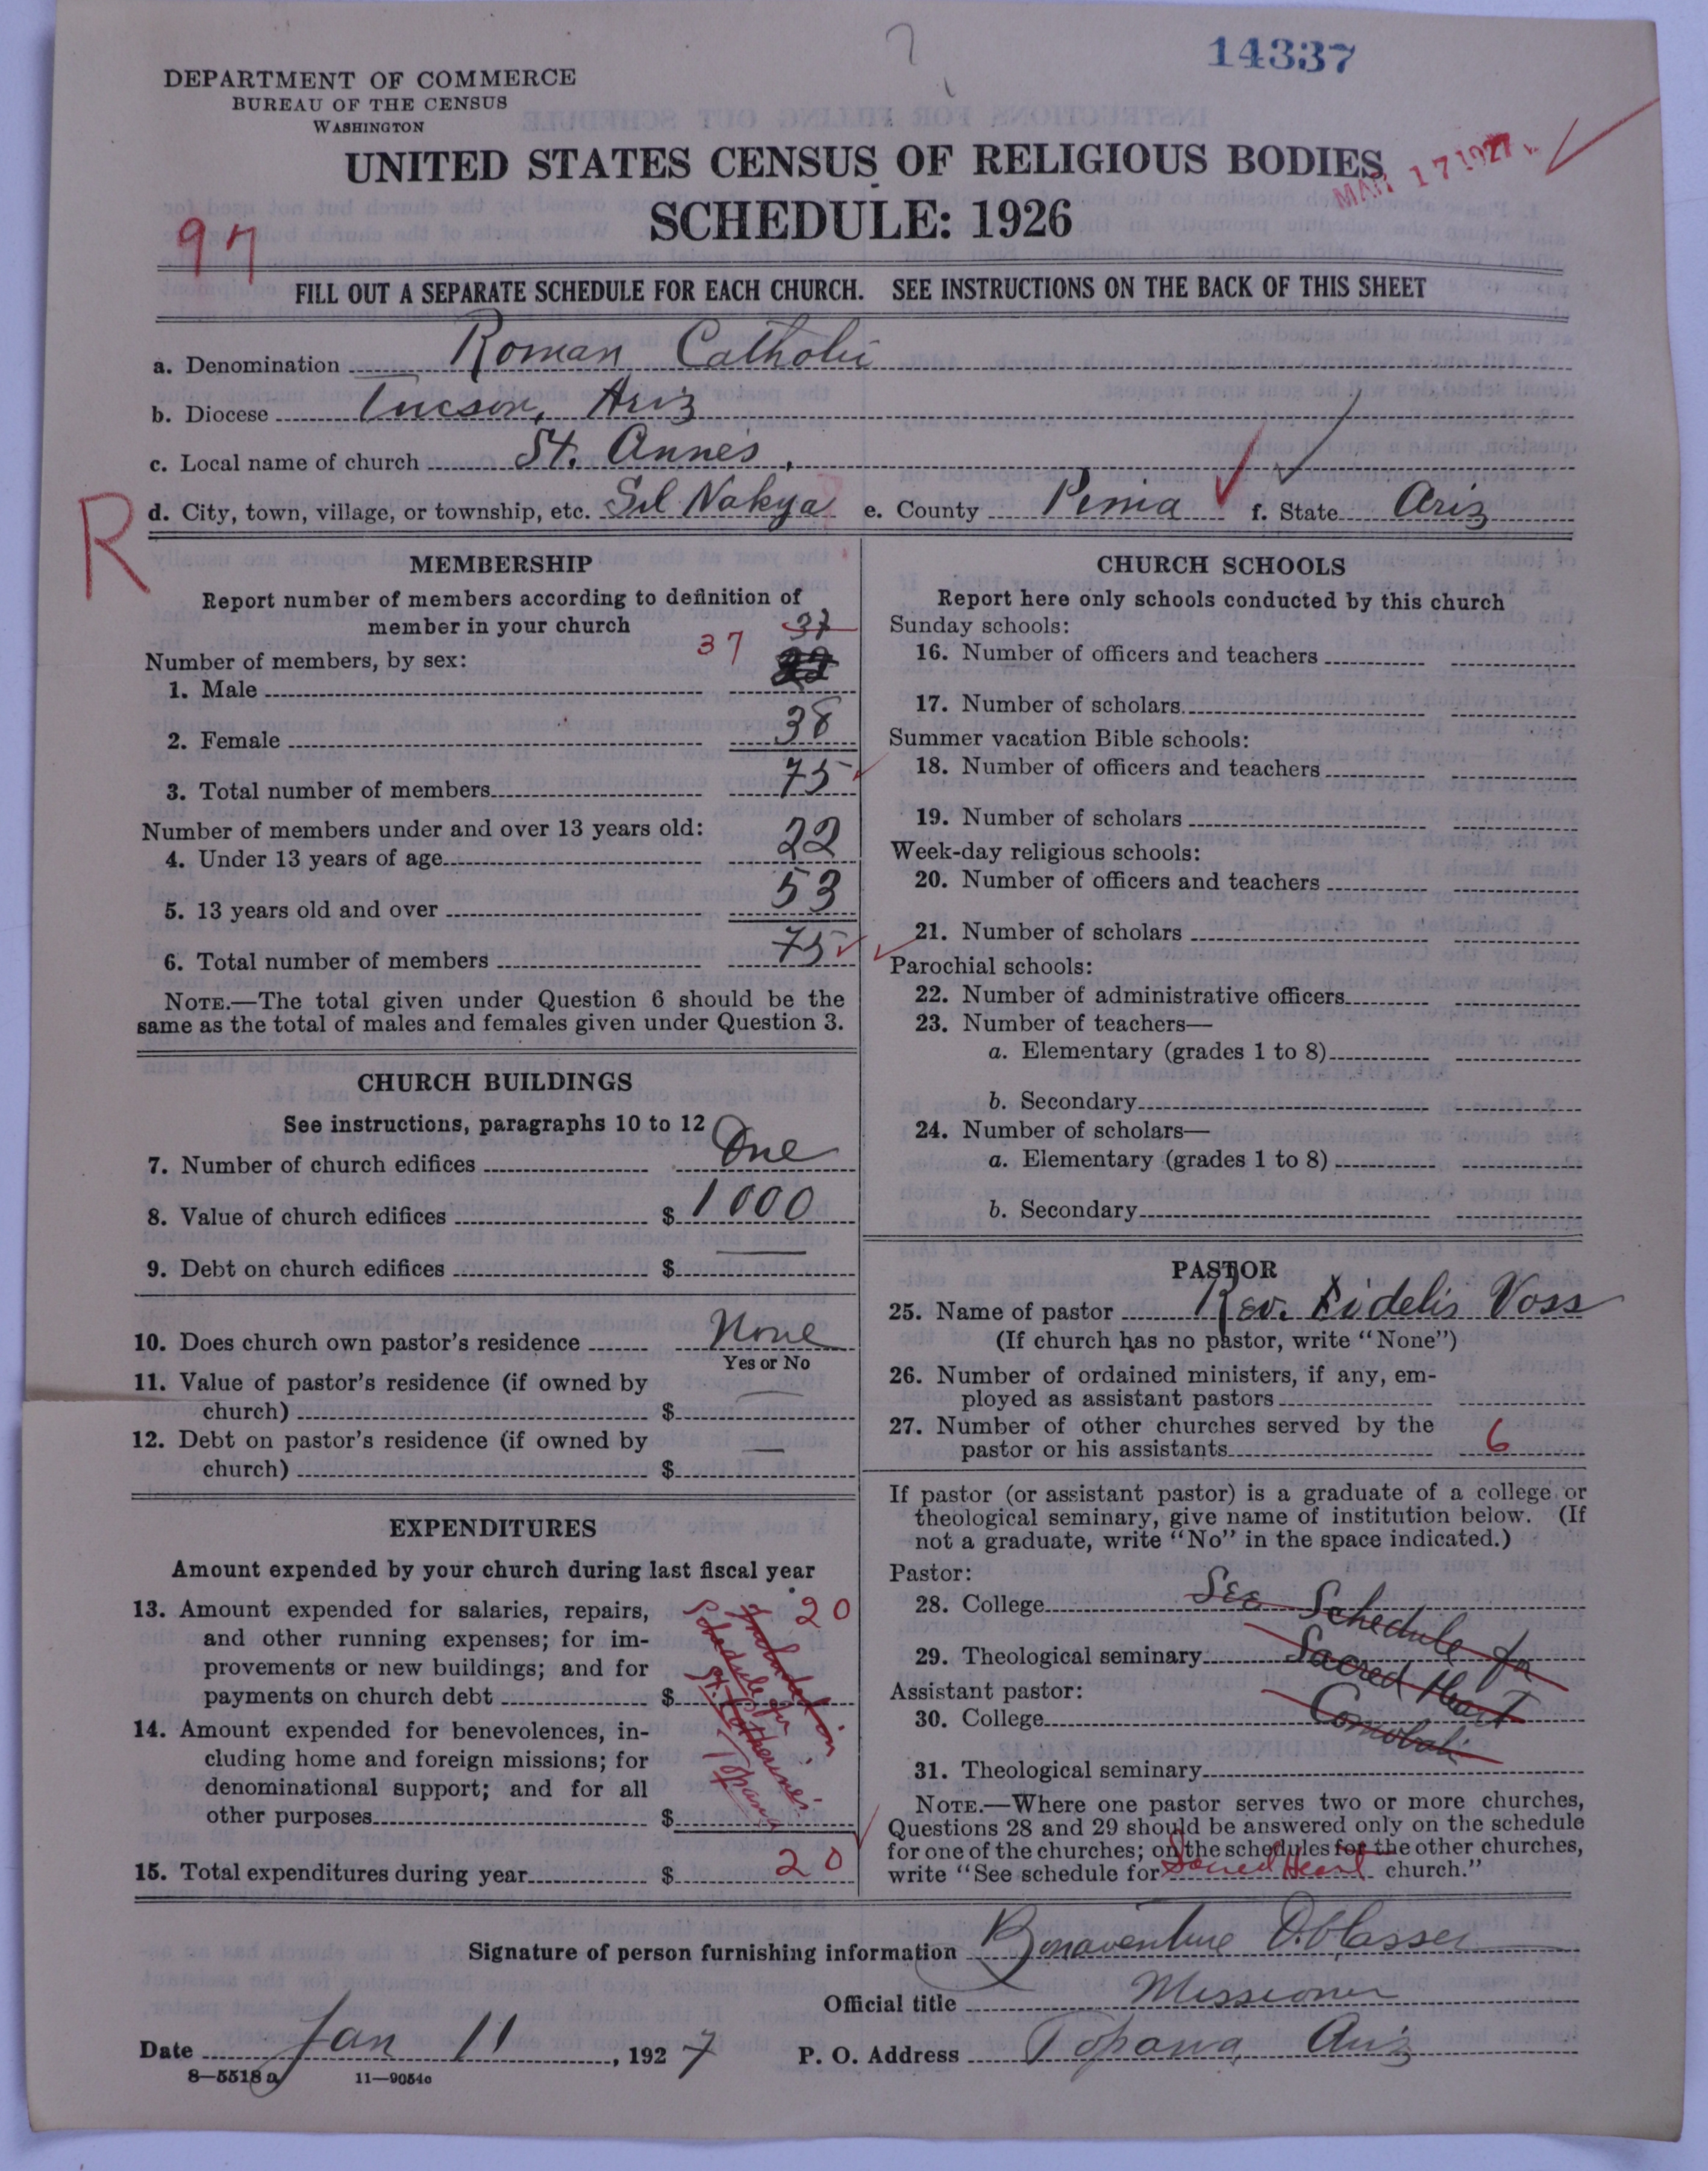 14337
DEPARTMENT OF COMMERCE
BUREAU OF THE CENSUS
WASHINGTON
UNITED STATES CENSUS OF RELIGIOUS BODIES
MAR 17 1927
SCHEDULE: 1926
FILL OUT A SEPARATE SCHEDULE FOR EACH CHURCH. SEE INSTRUCTIONS ON THE BACK OF THIS SHEET
a. Denomination Roman Catholic
b. Diocese Tucson, Ariz
c. Local name of church St. Annes
R
d. City, town, village, or township, etc. Sil Nakya e. County Pima f. State Ariz
MEMBERSHIP
Report number of members according to definition of
member in your church
37 37
Number of members, by sex:
1. Male
2. Female 38
3. Total number of members 75
Number of members under and over 13 years old:
4. Under 13 years of age 22
5. 13 years old and over 53
6. Total number of members 75
NOTE.—The total given under Question 6 should be the
same as the total of males and females given under Question 3.
CHURCH BUILDINGS
See instructions, paragraphs 10 to 12
7. Number of church edifices One
8. Value of church edifices $ 1000
9. Debt on church edifices $ —
10. Does church own pastor's residence None
Yes or No
11. Value of pastor's residence (if owned by
church) $ —
12. Debt on pastor's residence (if owned by
church) $ —
EXPENDITURES
Amount expended by your church during last fiscal year
13. Amount expended for salaries, repairs, 20
and other running expenses; for im-
provements or new buildings; and for
payments on church debt $
Included in
Schedule for
St. Catherines
Topawa
14. Amount expended for benevolences, in-
cluding home and foreign missions; for
denominational support; and for all
other purposes $
15. Total expenditures during year $ 20
CHURCH SCHOOLS
Report here only schools conducted by this church
Sunday schools:
16. Number of officers and teachers
17. Number of scholars
Summer vacation Bible schools:
18. Number of officers and teachers
19. Number of scholars
Week-day religious schools:
20. Number of officers and teachers
21. Number of scholars
Parochial schools:
22. Number of administrative officers
23. Number of teachers—
a. Elementary (grades 1 to 8)
b. Secondary
24. Number of scholars—
a. Elementary (grades 1 to 8)
b. Secondary
PASTOR
25. Name of pastor Rev. Fidelis Voss
(If church has no pastor, write "None")
26. Number of ordained ministers, if any, em-
ployed as assistant pastors
27. Number of other churches served by the
pastor or his assistants 6
If pastor (or assistant pastor) is a graduate of a college or
theological seminary, give name of institution below. (If
not a graduate, write "No" in the space indicated.)
Pastor:
28. College See Schedule for
29. Theological seminary Sacred Heart
Assistant pastor:
30. College
31. Theological seminary
NOTE.—Where one pastor serves two or more churches,
Questions 28 and 29 should be answered only on the schedule
for one of the churches; on the schedules for the other churches,
write "See schedule for Sacred Heart church."
Signature of person furnishing information Bonaventure Oblasser
Official title Missioner
Date Jan 11, 1927 P. O. Address Topawa Ariz
8—5518 a 11—9054c